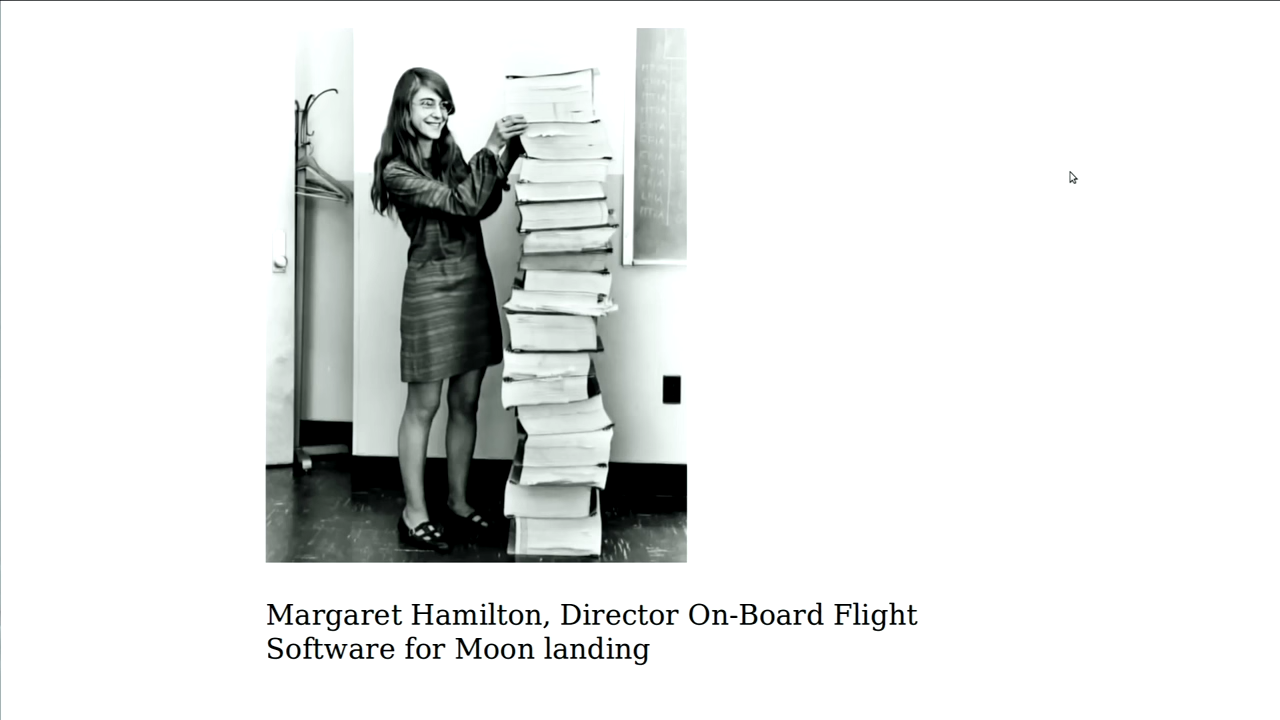 Margaret Hamilton, Director On-Board Flight
Software for Moon landing